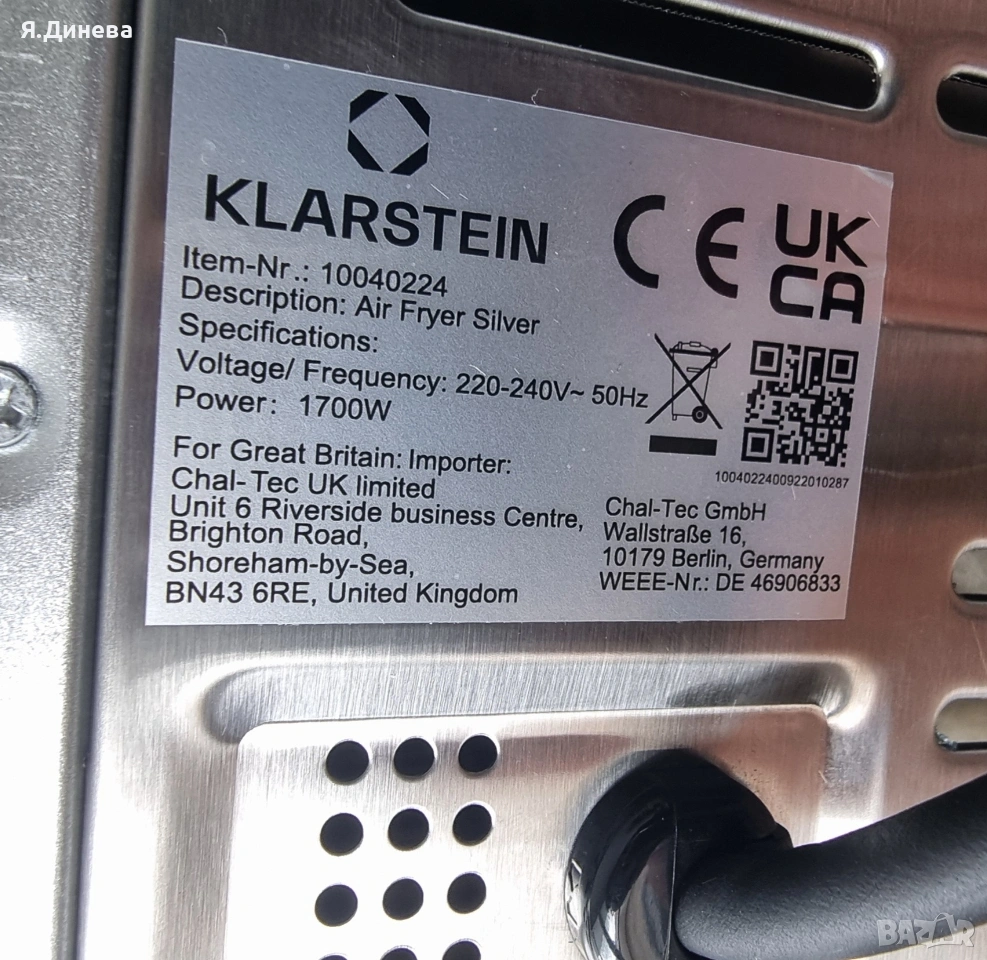 Я.Динева
KLARSTEIN
CE
UK
CA
Item-Nr.: 10040224
Description: Air Fryer Silver
Specifications:
Voltage/ Frequency: 220-240V~ 50Hz
Power: 1700W
1004022400922010287
For Great Britain: Importer:
Chal-Tec UK limited
Unit 6 Riverside business Centre,
Brighton Road,
Shoreham-by-Sea,
BN43 6RE, United Kingdom
Chal-Tec GmbH
Wallstraße 16,
10179 Berlin, Germany
WEEE-Nr.: DE 46906833
BAZAR